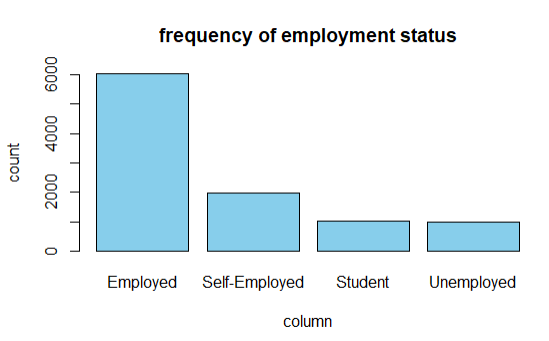 frequency of employment status
count
6000
4000
2000
0
Employed Self-Employed Student Unemployed
column